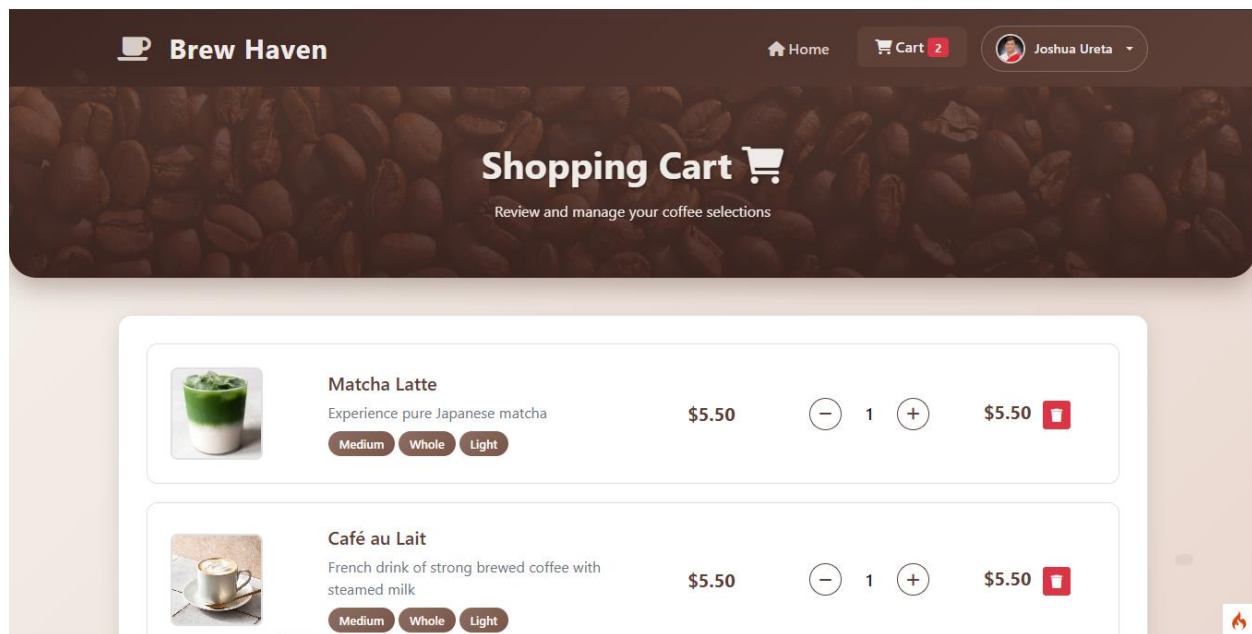 Brew Haven
Home
Cart 2
Joshua Ureta
Shopping Cart
Review and manage your coffee selections
Matcha Latte
Experience pure Japanese matcha
Medium Whole Light
$5.50
1
$5.50
Café au Lait
French drink of strong brewed coffee with
steamed milk
Medium Whole Light
$5.50
1
$5.50